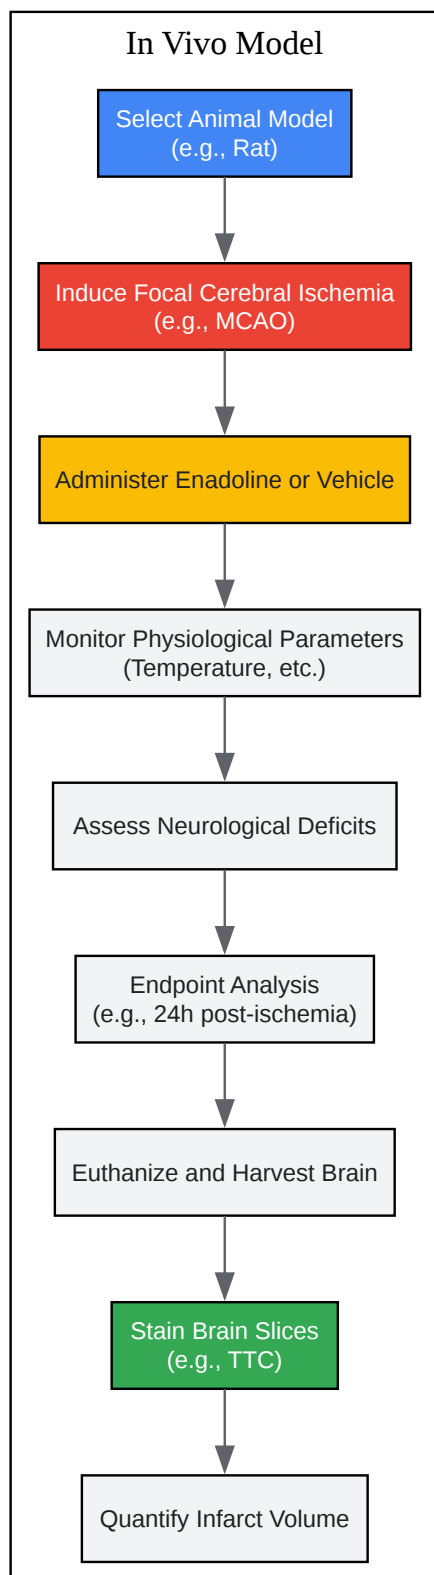 In Vivo Model
Select Animal Model
(e.g., Rat)
Induce Focal Cerebral Ischemia
(e.g., MCAO)
Administer Enadoline or Vehicle
Monitor Physiological Parameters
(Temperature, etc.)
Assess Neurological Deficits
Endpoint Analysis
(e.g., 24h post-ischemia)
Euthanize and Harvest Brain
Stain Brain Slices
(e.g., TTC)
Quantify Infarct Volume